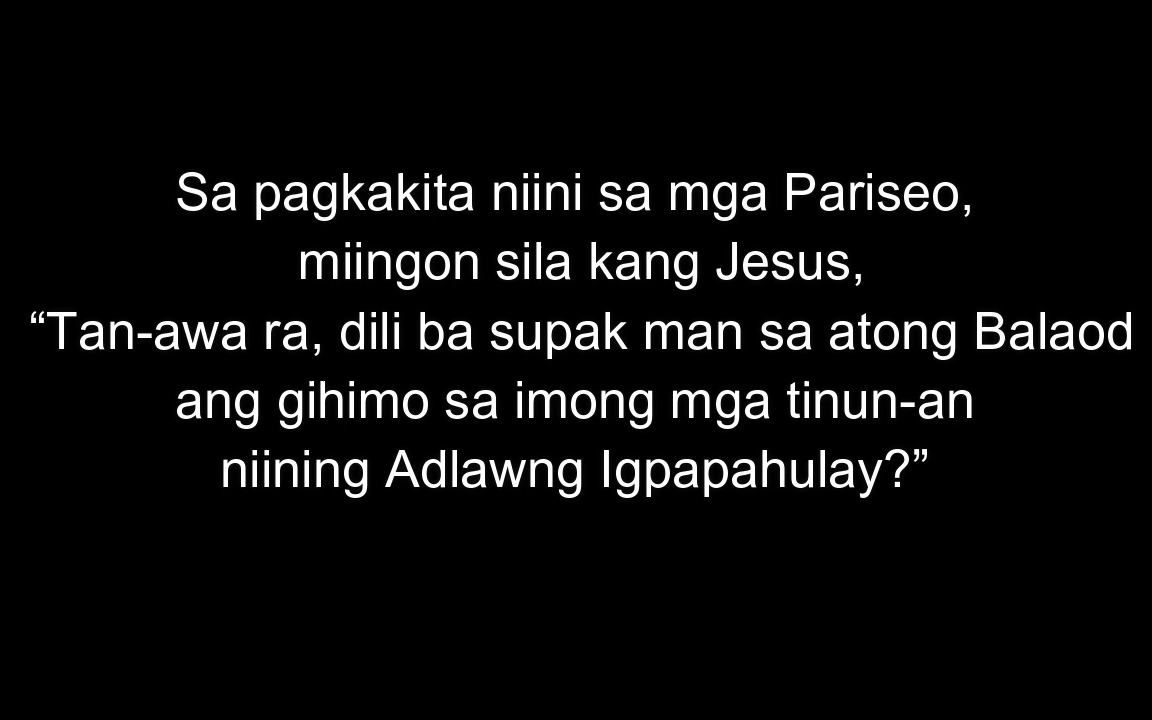 Sa pagkakita niini sa mga Pariseo,
miingon sila kang Jesus,
“Tan-awa ra, dili ba supak man sa atong Balaod
ang gihimo sa imong mga tinun-an
niining Adlawng Igpapahulay?”